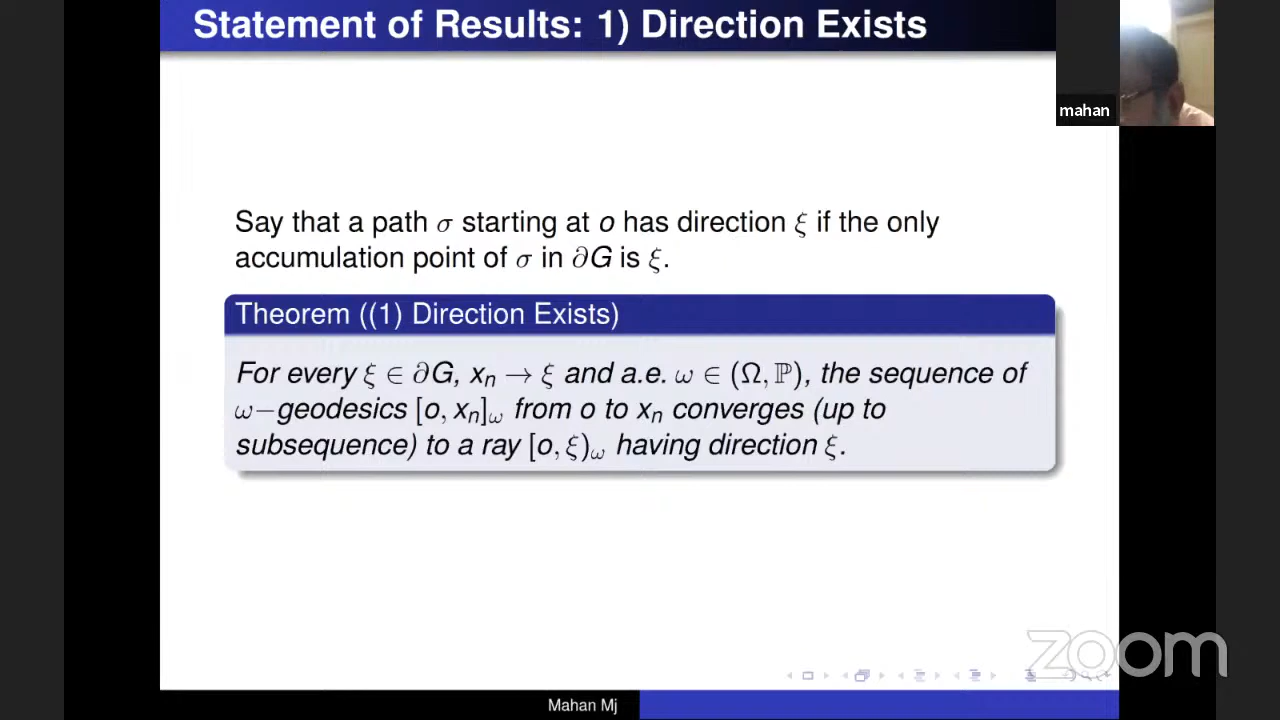 Statement of Results: 1) Direction Exists
mahan
Say that a path σ starting at o has direction ξ if the only
accumulation point of σ in ∂G is ξ.
Theorem ((1) Direction Exists)
For every ξ ∈ ∂G, xₙ → ξ and a.e. ω ∈ (Ω, ℙ), the sequence of
ω−geodesics [o, xₙ]ω from o to xₙ converges (up to
subsequence) to a ray [o, ξ)ω having direction ξ.
zoom
Mahan Mj